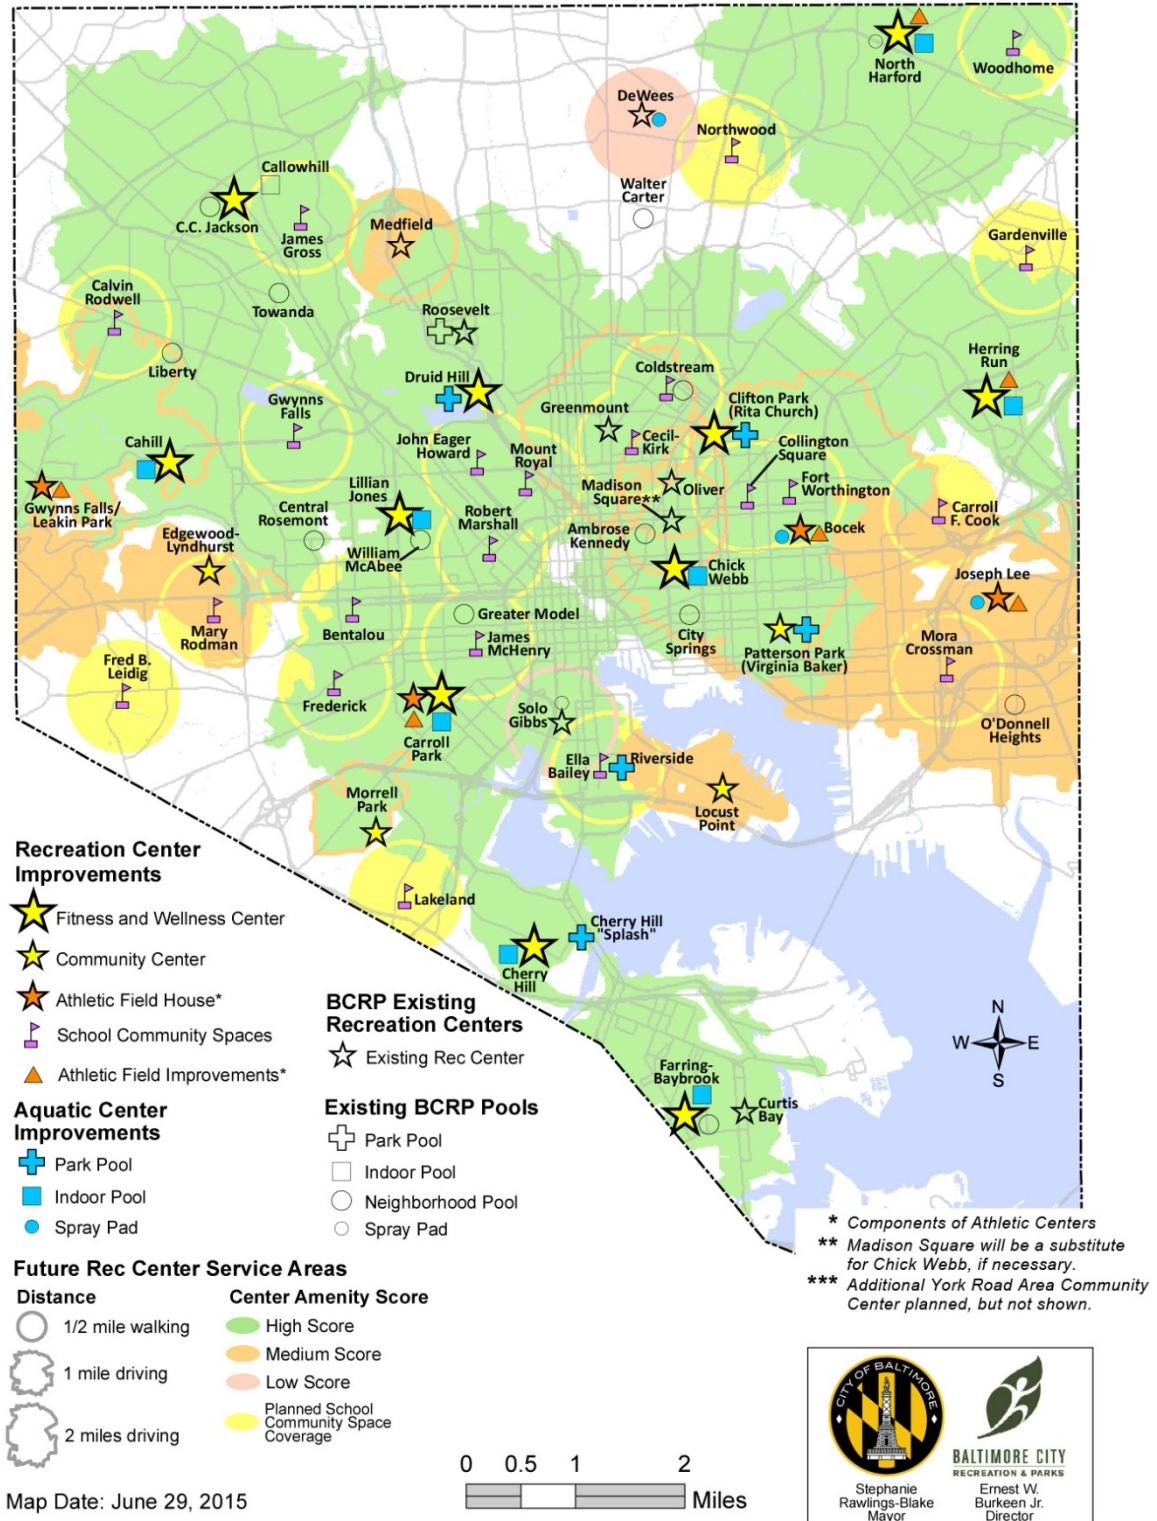 North
Harford
Woodhome
DeWees
Northwood
Walter
Carter
Callowhill
C.C. Jackson
James
Gross
Medfield
Gardenville
Calvin
Rodwell
Towanda
Roosevelt
Liberty
Druid Hill
Coldstream
Herring
Run
Gwynns
Falls
Greenmount
Clifton Park
(Rita Church)
Cahill
John Eager
Howard
Mount
Royal
Cecil-
Kirk
Collington
Square
Gwynns Falls/
Leakin Park
Lillian
Jones
Madison
Square**
Oliver
Fort
Worthington
Central
Rosemont
Robert
Marshall
Carroll
F. Cook
Edgewood-
Lyndhurst
William
McAbee
Ambrose
Kennedy
Bocek
Chick
Webb
Joseph Lee
Mary
Rodman
Bentalou
Greater Model
James
McHenry
City
Springs
Patterson Park
(Virginia Baker)
Mora
Crossman
Fred B.
Leidig
Frederick
Solo
Gibbs
O'Donnell
Heights
Carroll
Park
Ella
Bailey
Riverside
Morrell
Park
Locust
Point
Lakeland
Cherry Hill
"Splash"
Cherry
Hill
Farring-
Baybrook
Curtis
Bay
N
W E
S
Recreation Center
Improvements
Fitness and Wellness Center
Community Center
Athletic Field House*
School Community Spaces
Athletic Field Improvements*
Aquatic Center
Improvements
Park Pool
Indoor Pool
Spray Pad
BCRP Existing
Recreation Centers
Existing Rec Center
Existing BCRP Pools
Park Pool
Indoor Pool
Neighborhood Pool
Spray Pad
* Components of Athletic Centers
** Madison Square will be a substitute
for Chick Webb, if necessary.
*** Additional York Road Area Community
Center planned, but not shown.
Future Rec Center Service Areas
Distance
1/2 mile walking
1 mile driving
2 miles driving
Center Amenity Score
High Score
Medium Score
Low Score
Planned School
Community Space
Coverage
0 0.5 1 2
Miles
Map Date: June 29, 2015
CITY OF BALTIMORE
BALTIMORE CITY
RECREATION & PARKS
Stephanie
Rawlings-Blake
Mayor
Ernest W.
Burkeen Jr.
Director